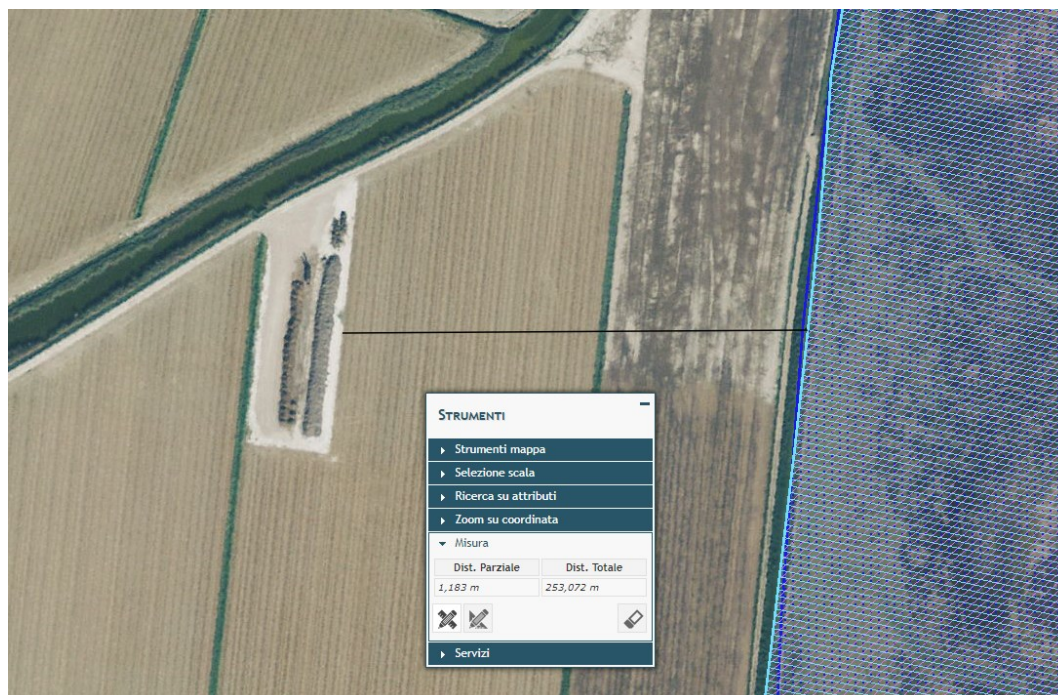 STRUMENTI
Strumenti mappa
Selezione scala
Ricerca su attributi
Zoom su coordinata
Misura
Dist. Parziale Dist. Totale
1,183 m 253,072 m
Servizi